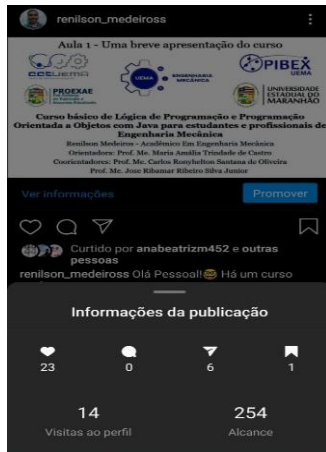 renilson_medeiross
Aula 1 - Uma breve apresentação do curso
CCT UEMA
UEMA
ENGENHARIA
MECÂNICA
PIBEX
UEMA
PROEXAE
UNIVERSIDADE
ESTADUAL DO
MARANHÃO
Curso básico de Lógica de Programação e Programação
Orientada a Objetos com Java para estudantes e profissionais de
Engenharia Mecânica
Renilson Medeiros - Acadêmico Em Engenharia Mecânica
Orientadores: Prof. Me. Maria Amália Trindade de Castro
Coorientadores: Prof. Me. Carlos Ronyhelton Santana de Oliveira
Prof. Me. Jose Ribamar Ribeiro Silva Junior
Ver informações
Promover
Curtido por anabeatrizm452 e outras
pessoas
renilson_medeiross Olá Pessoal!😅 Há um curso
Informações da publicação
23 0 6 1
14 254
Visitas ao perfil Alcance